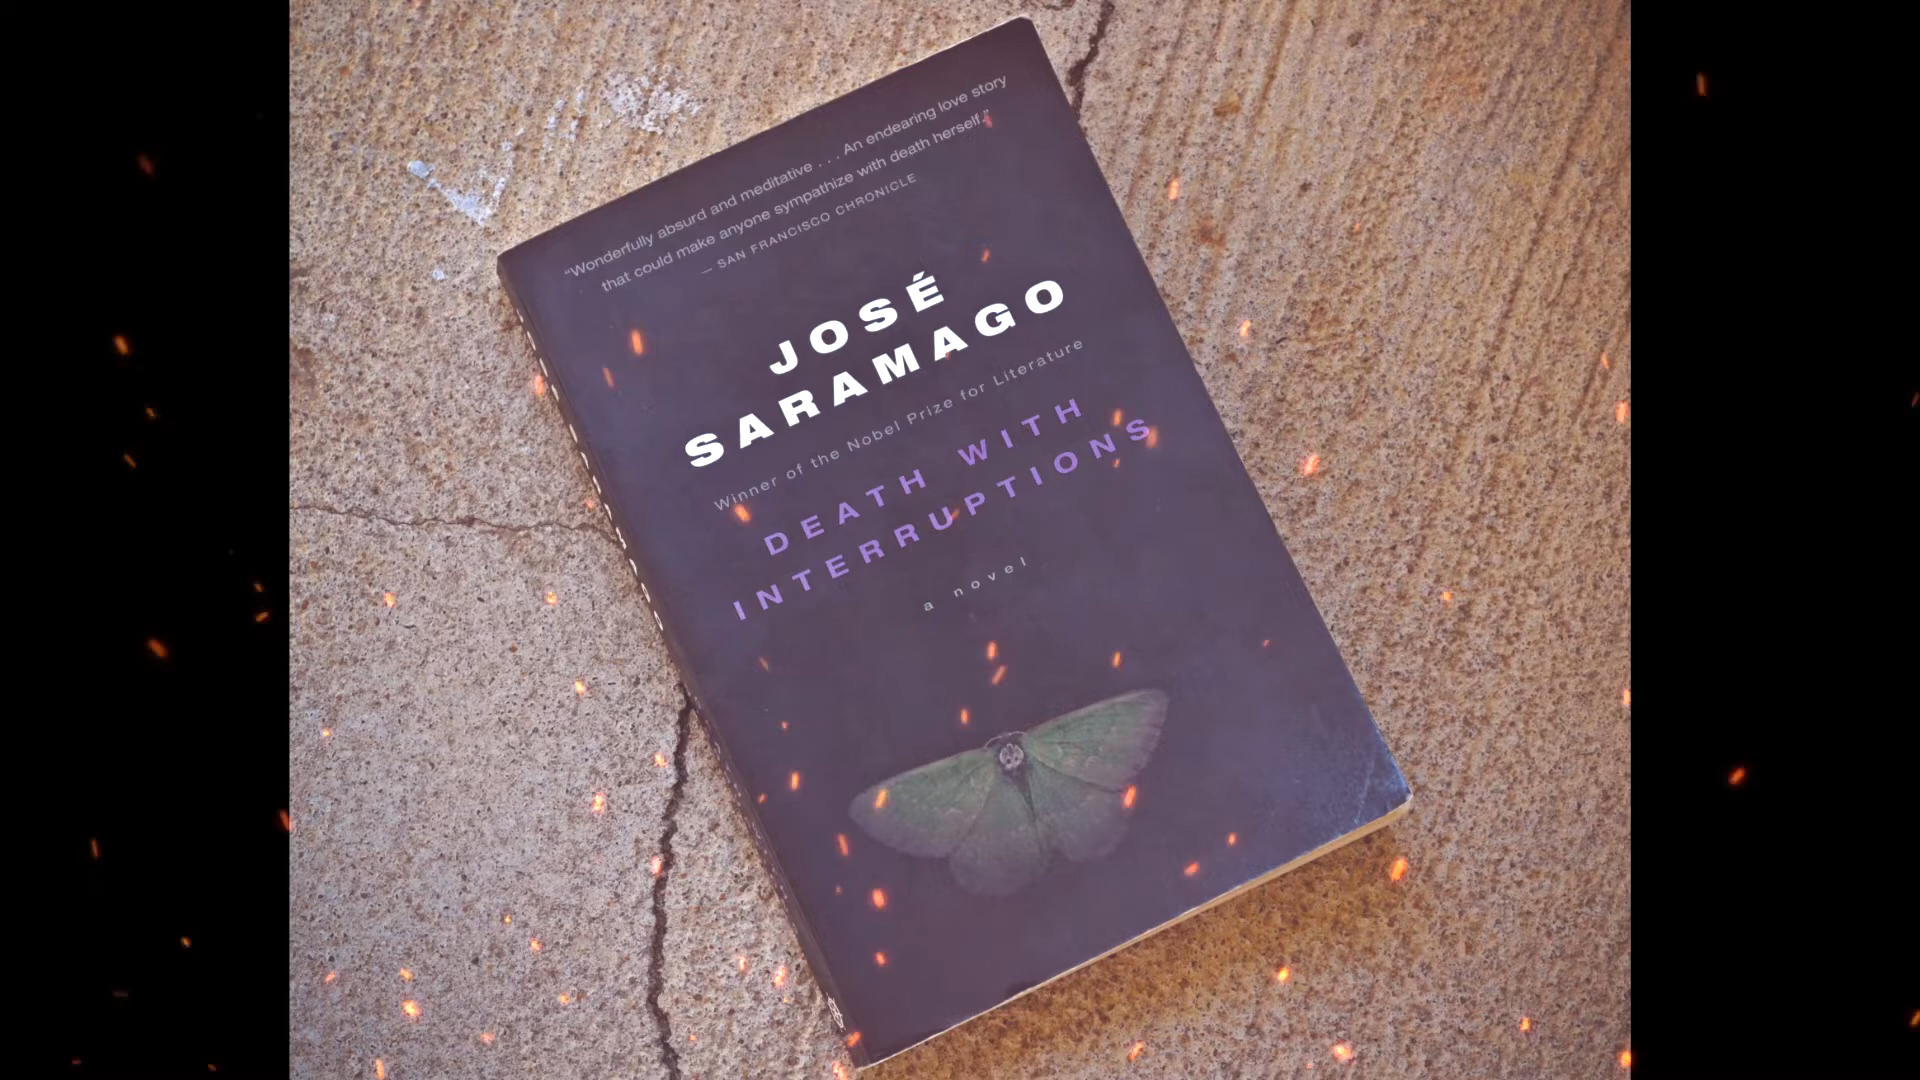 “Wonderfully absurd and meditative . . . An endearing love story
that could make anyone sympathize with death herself.”
— SAN FRANCISCO CHRONICLE
JOSÉ
SARAMAGO
Winner of the Nobel Prize for Literature
DEATH WITH
INTERRUPTIONS
a novel